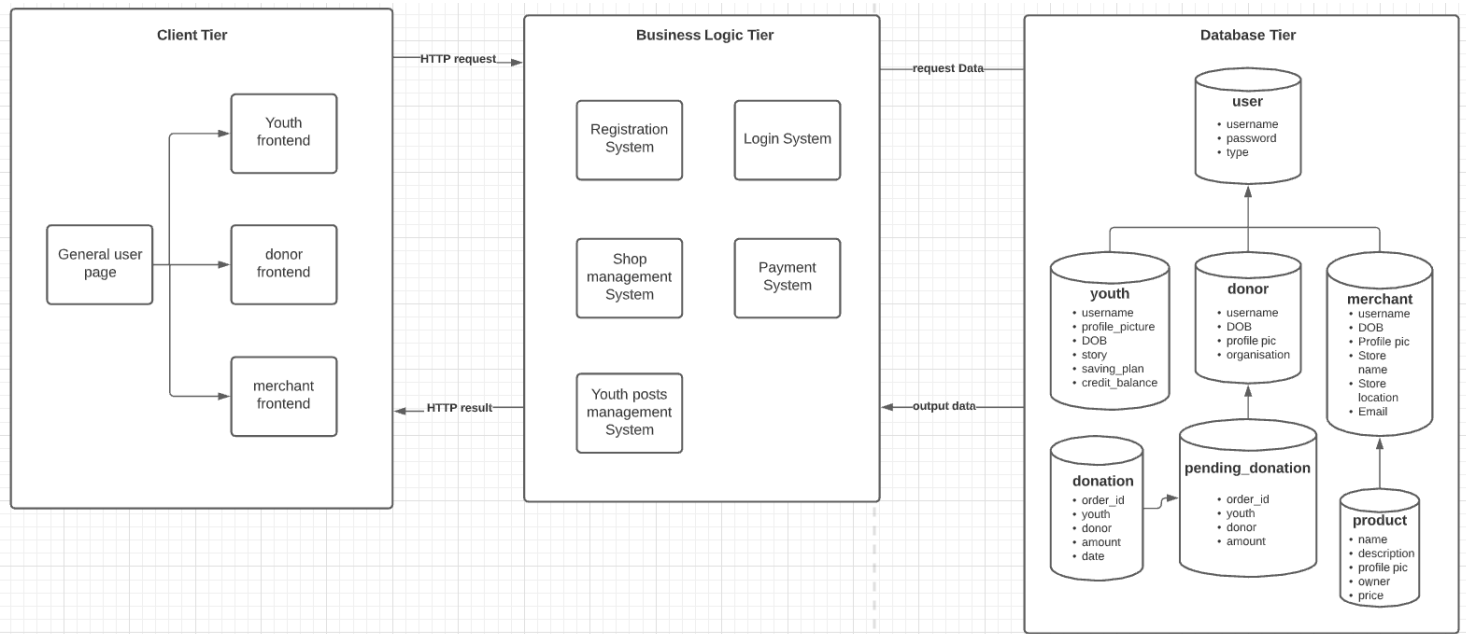 Client Tier
Youth
frontend
General user
page
donor
frontend
merchant
frontend
HTTP request
HTTP result
Business Logic Tier
Registration
System
Login System
Shop
management
System
Payment
System
Youth posts
management
System
request Data
output data
Database Tier
user
• username
• password
• type
youth
• username
• profile_picture
• DOB
• story
• saving_plan
• credit_balance
donor
• username
• DOB
• profile pic
• organisation
merchant
• username
• DOB
• Profile pic
• Store
name
• Store
location
• Email
donation
• order_id
• youth
• donor
• amount
• date
pending_donation
• order_id
• youth
• donor
• amount
product
• name
• description
• profile pic
• owner
• price